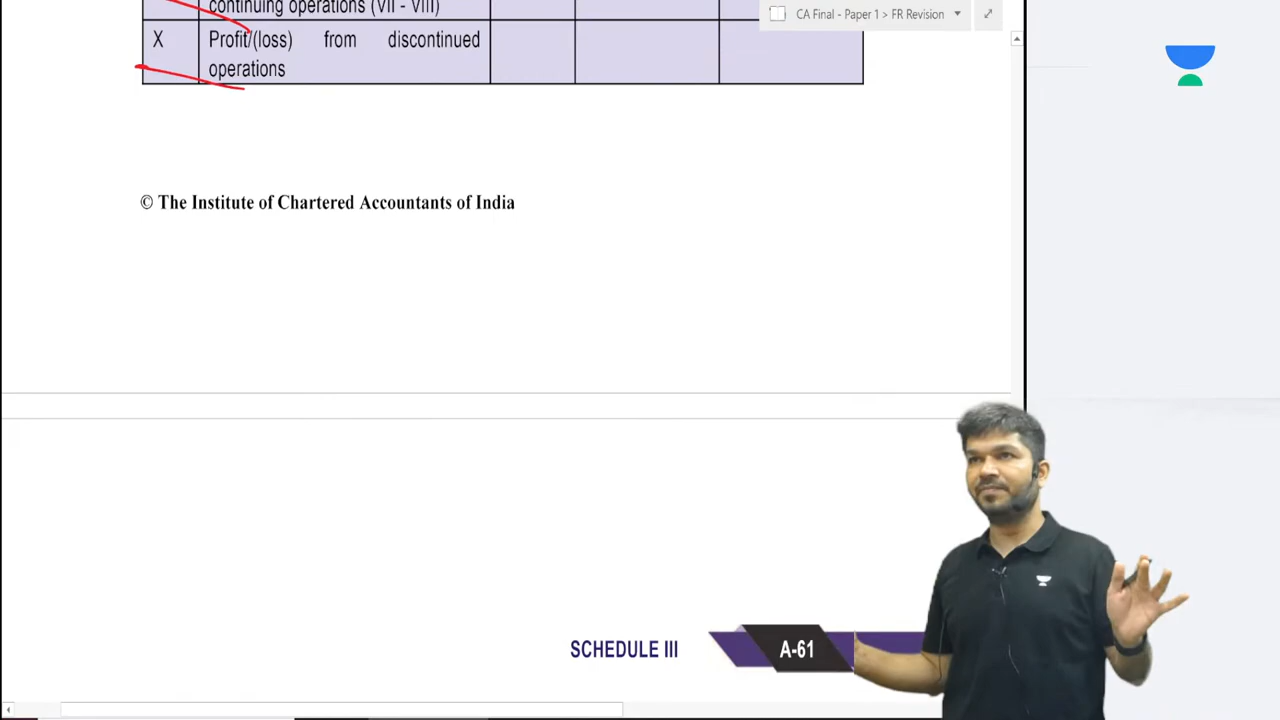 continuing operations (VII - VIII)
CA Final - Paper 1 > FR Revision
X Profit/(loss) from discontinued
operations
© The Institute of Chartered Accountants of India
SCHEDULE III A-61